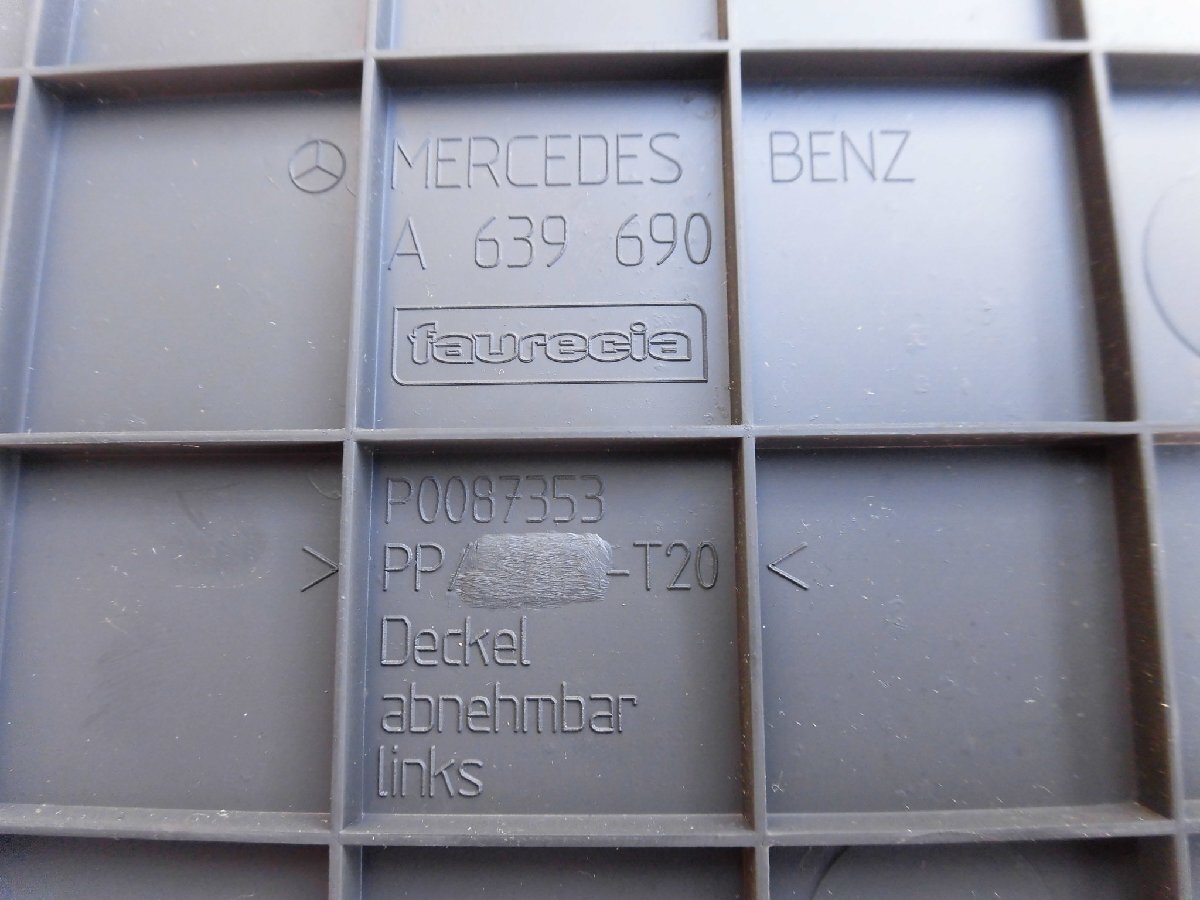 MERCEDES BENZ
A 639 690
faurecia
P0087353
>PP/ -T20<
Deckel
abnehmbar
links